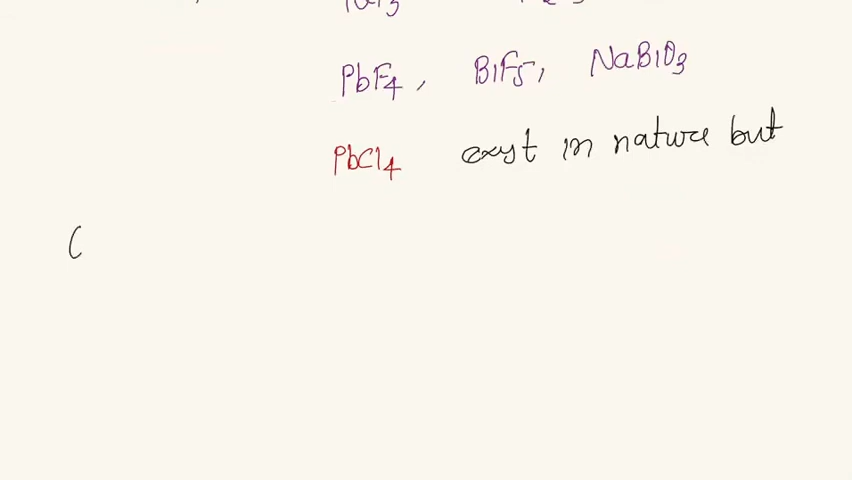 PbF4, BiF5, NaBiO3
PbCl4 exist in nature but
(